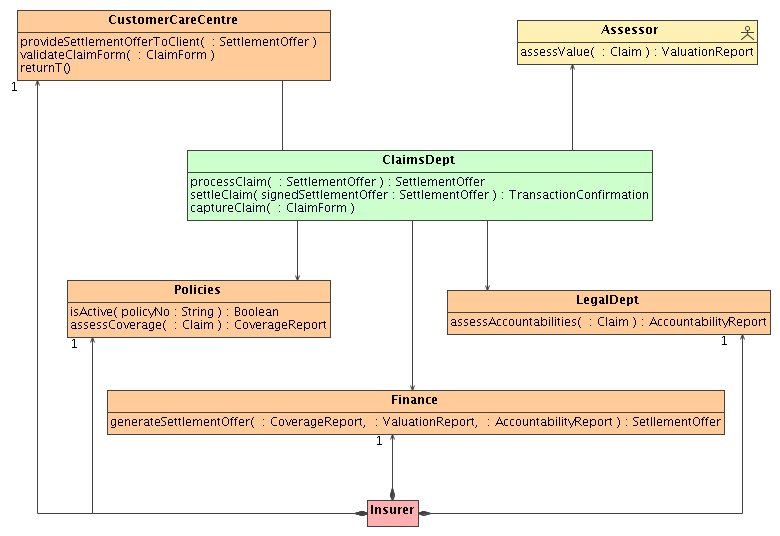 CustomerCareCentre
provideSettlementOfferToClient(  : SettlementOffer )
validateClaimForm(  : ClaimForm )
returnT()
1
Assessor
assessValue(  : Claim ) : ValuationReport
ClaimsDept
processClaim(  : SettlementOffer ) : SettlementOffer
settleClaim( signedSettlementOffer : SettlementOffer ) : TransactionConfirmation
captureClaim(  : ClaimForm )
Policies
isActive( policyNo : String ) : Boolean
assessCoverage(  : Claim ) : CoverageReport
1
LegalDept
assessAccountabilities(  : Claim ) : AccountabilityReport
1
Finance
generateSettlementOffer(  : CoverageReport,  : ValuationReport,  : AccountabilityReport ) : SetllementOffer
1
Insurer